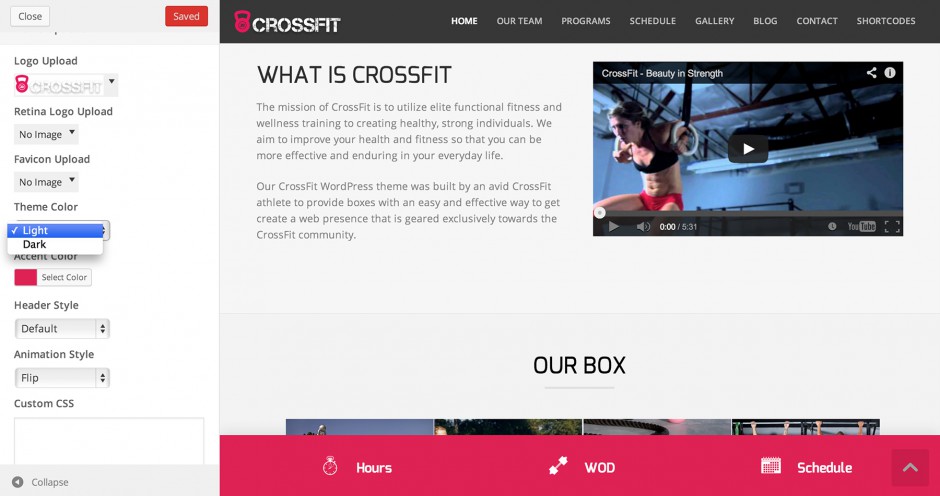 Close
Saved
Logo Upload
CROSSFIT
Retina Logo Upload
No Image
Favicon Upload
No Image
Theme Color
✓ Light
Dark
Accent Color
Select Color
Header Style
Default
Animation Style
Flip
Custom CSS
Collapse
CROSSFIT
HOME OUR TEAM PROGRAMS SCHEDULE GALLERY BLOG CONTACT SHORTCODES
WHAT IS CROSSFIT
The mission of CrossFit is to utilize elite functional fitness and
wellness training to creating healthy, strong individuals. We
aim to improve your health and fitness so that you can be
more effective and enduring in your everyday life.
Our CrossFit WordPress theme was built by an avid CrossFit
athlete to provide boxes with an easy and effective way to get
create a web presence that is geared exclusively towards the
CrossFit community.
CrossFit - Beauty in Strength
0:00 / 5:31
YouTube
OUR BOX
Hours
WOD
Schedule